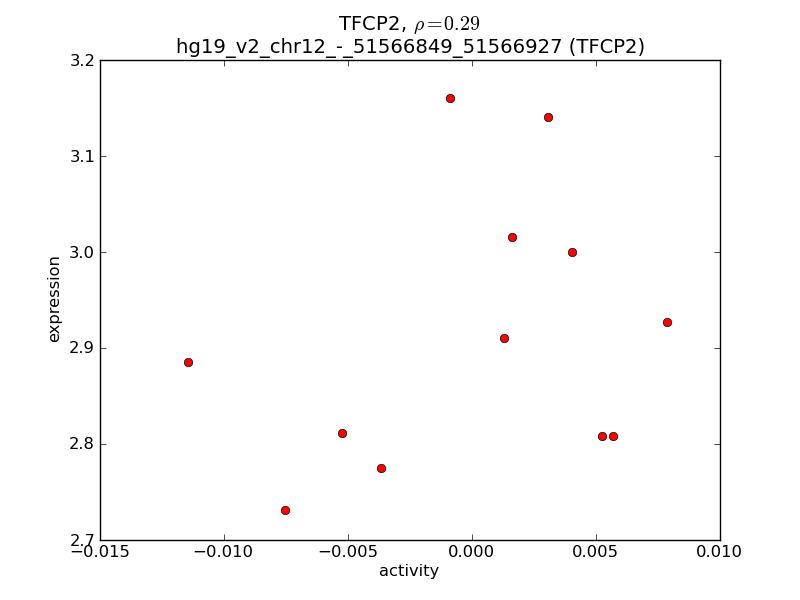 TFCP2, ρ=0.29
hg19_v2_chr12_-_51566849_51566927 (TFCP2)
3.2
3.1
3.0
2.9
2.8
2.7
expression
−0.015 −0.010 −0.005 0.000 0.005 0.010
activity